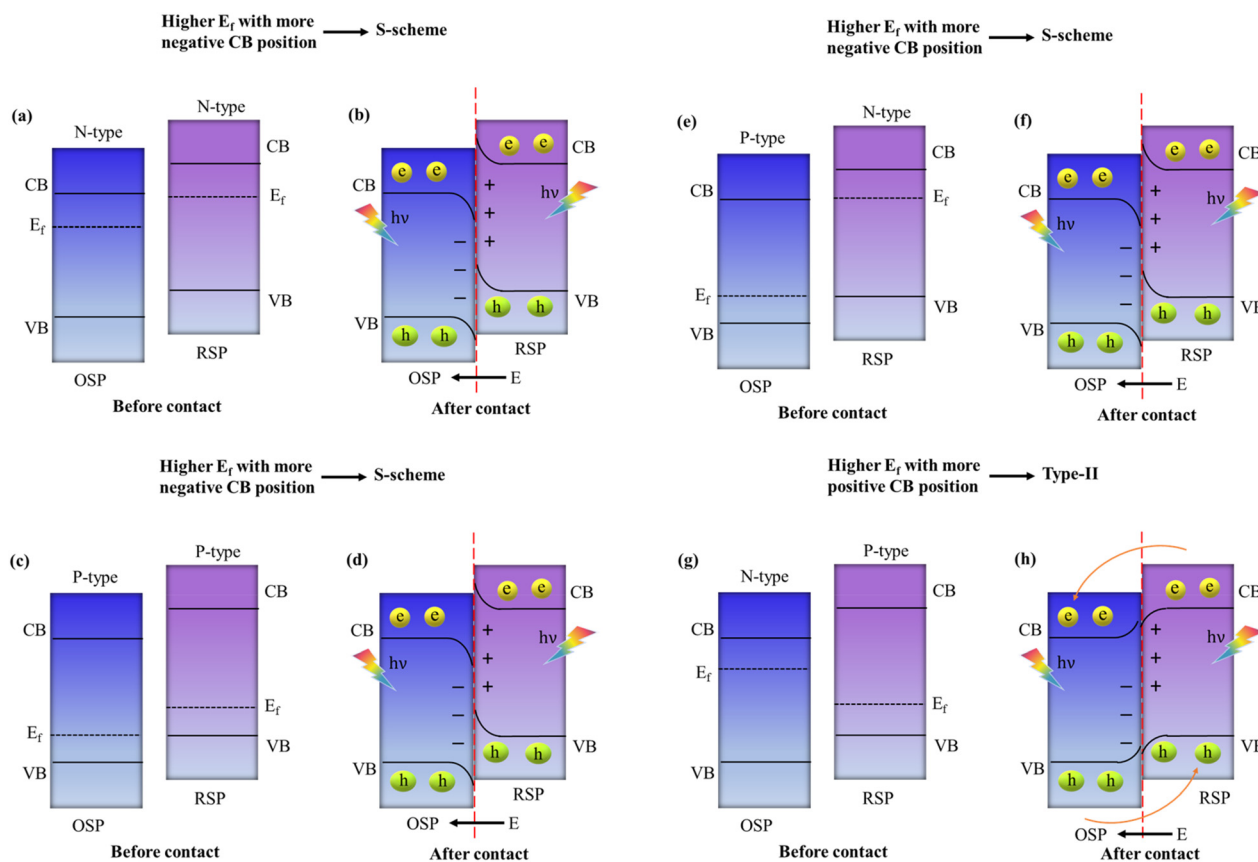 Higher Ef with more
negative CB position
S-scheme
(a)
N-type
N-type
CB
Ef
VB
CB
Ef
VB
OSP
RSP
Before contact
(b)
CB
VB
e e
e e
hν
hν
+
+
+
−
−
−
h h
h h
CB
VB
RSP
OSP
E
After contact
Higher Ef with more
negative CB position
S-scheme
(e)
P-type
N-type
CB
Ef
VB
CB
Ef
VB
OSP
RSP
Before contact
(f)
CB
VB
e e
e e
hν
hν
+
+
+
−
−
−
h h
h h
CB
VB
RSP
OSP
E
After contact
Higher Ef with more
negative CB position
S-scheme
(c)
P-type
P-type
CB
Ef
VB
CB
Ef
VB
OSP
RSP
Before contact
(d)
CB
VB
e e
e e
hν
hν
+
+
+
−
−
−
h h
h h
CB
VB
RSP
OSP
E
After contact
Higher Ef with more
positive CB position
Type-II
(g)
N-type
P-type
CB
Ef
VB
CB
Ef
VB
OSP
RSP
Before contact
(h)
CB
VB
e e
e e
hν
hν
+
+
+
−
−
−
h h
h h
CB
RSP
OSP
E
After contact